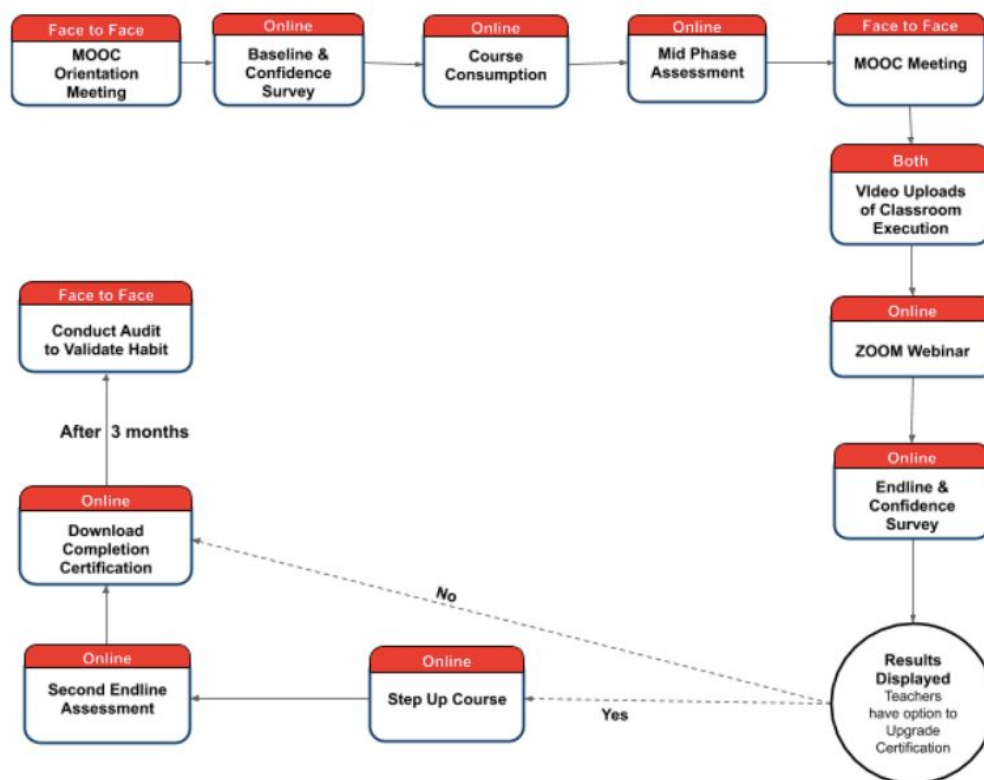 Face to Face
MOOC
Orientation
Meeting
Online
Baseline &
Confidence
Survey
Online
Course
Consumption
Online
Mid Phase
Assessment
Face to Face
MOOC Meeting
Both
VIdeo Uploads
of Classroom
Execution
Online
ZOOM Webinar
Online
Endline &
Confidence
Survey
Results
Displayed
Teachers
have option to
Upgrade
Certification
No
Yes
Online
Step Up Course
Online
Second Endline
Assessment
Online
Download
Completion
Certification
After 3 months
Face to Face
Conduct Audit
to Validate Habit